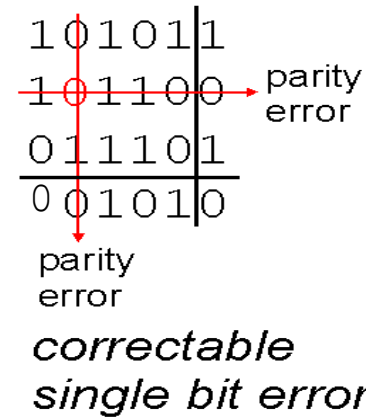 101011
101100
parity
error
011101
001010
parity
error
correctable
single bit error